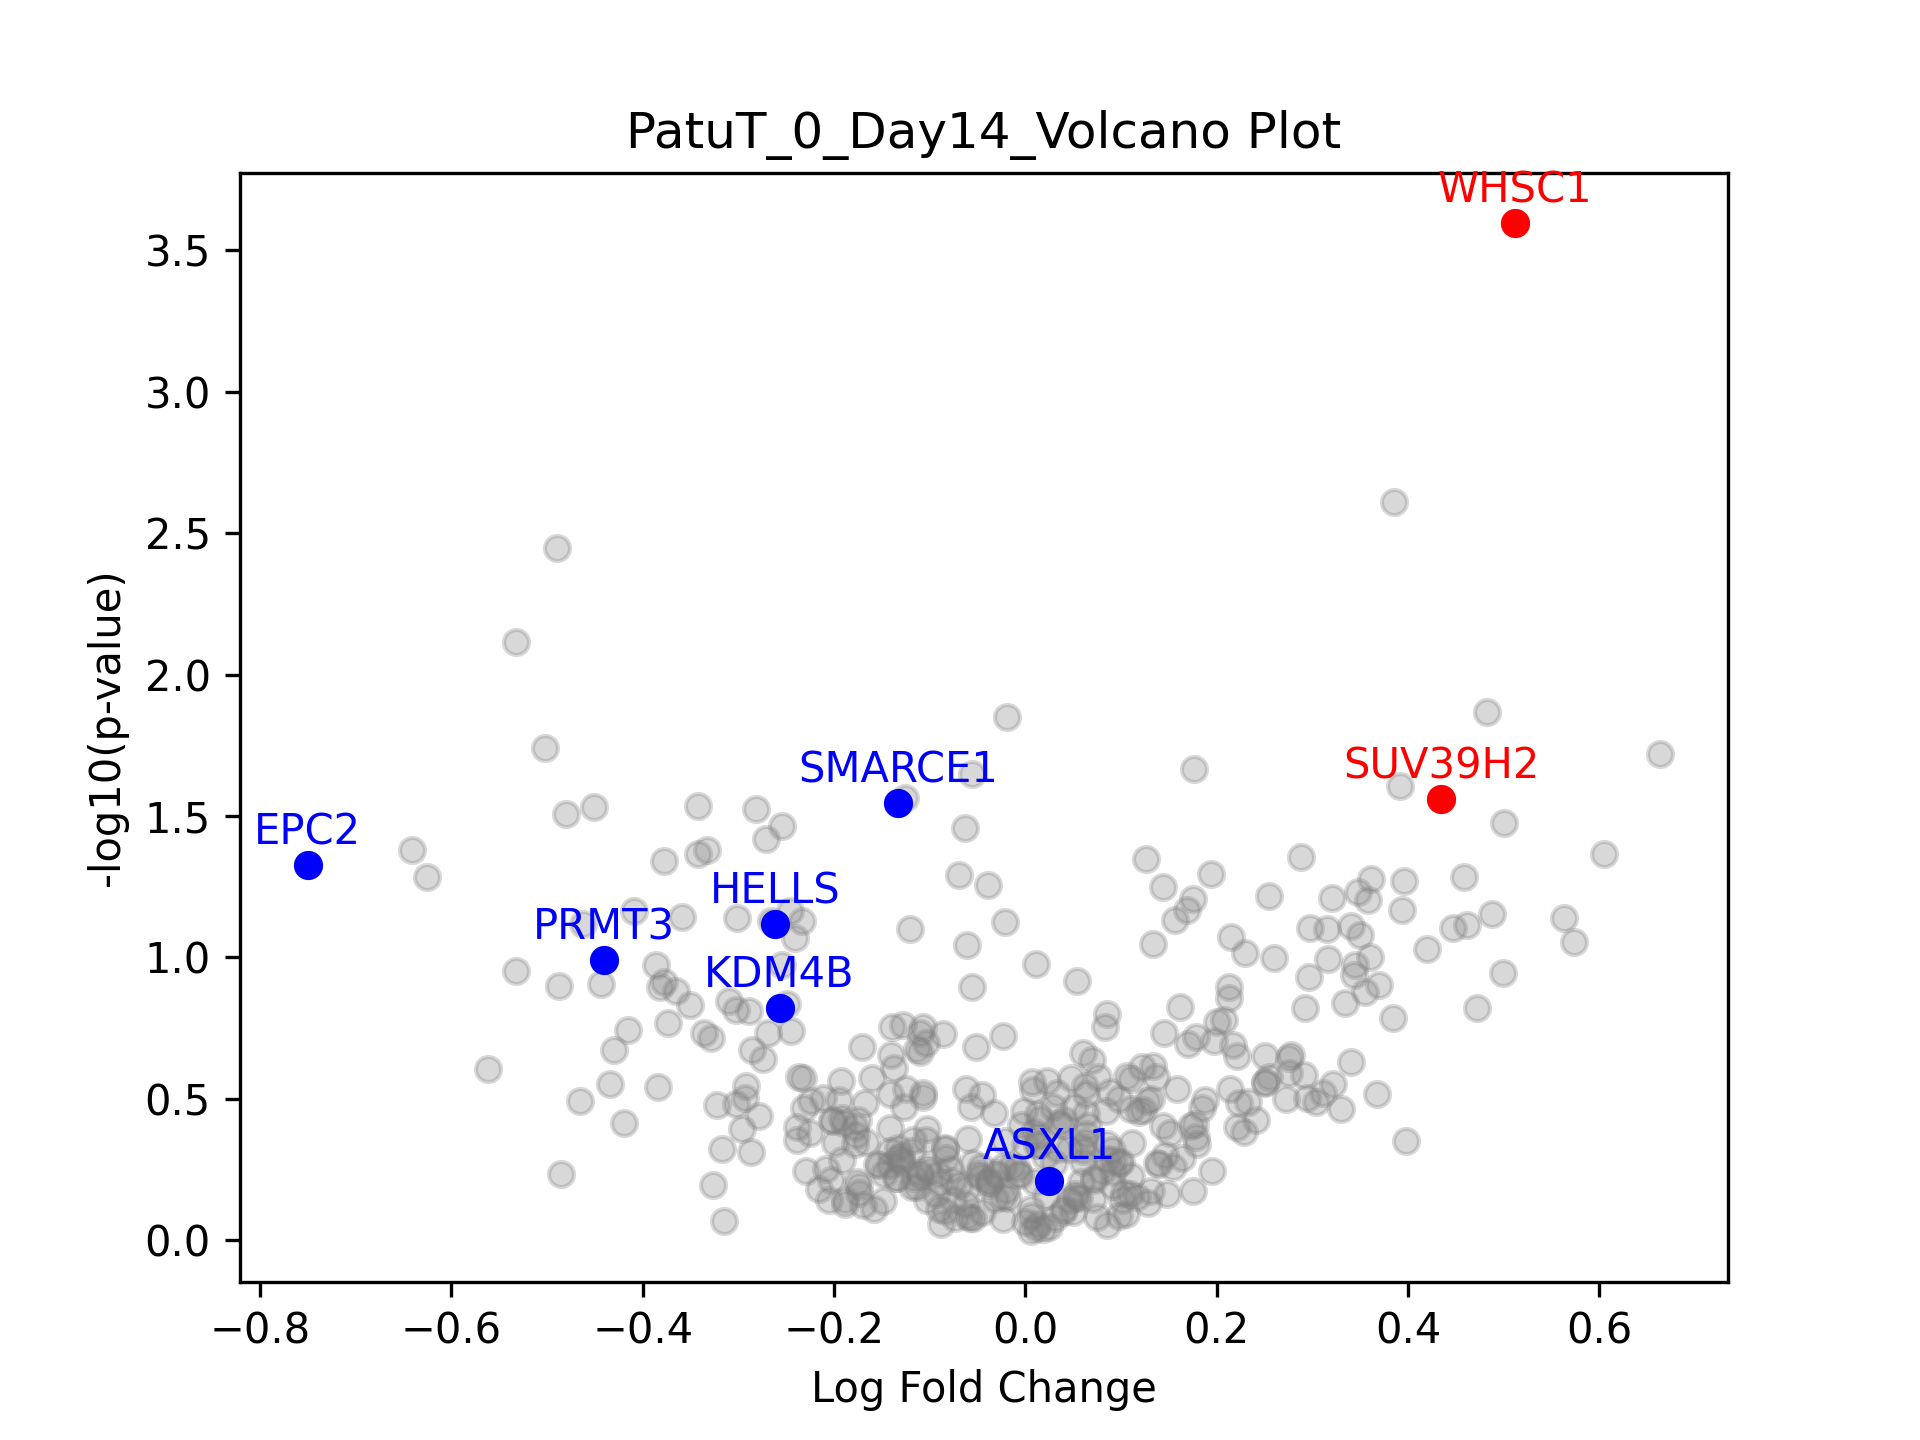 PatuT_0_Day14_Volcano Plot
WHSC1
SMARCE1
SUV39H2
EPC2
HELLS
PRMT3
KDM4B
ASXL1
-log10(p-value)
3.5
3.0
2.5
2.0
1.5
1.0
0.5
0.0
−0.8 −0.6 −0.4 −0.2 0.0 0.2 0.4 0.6
Log Fold Change